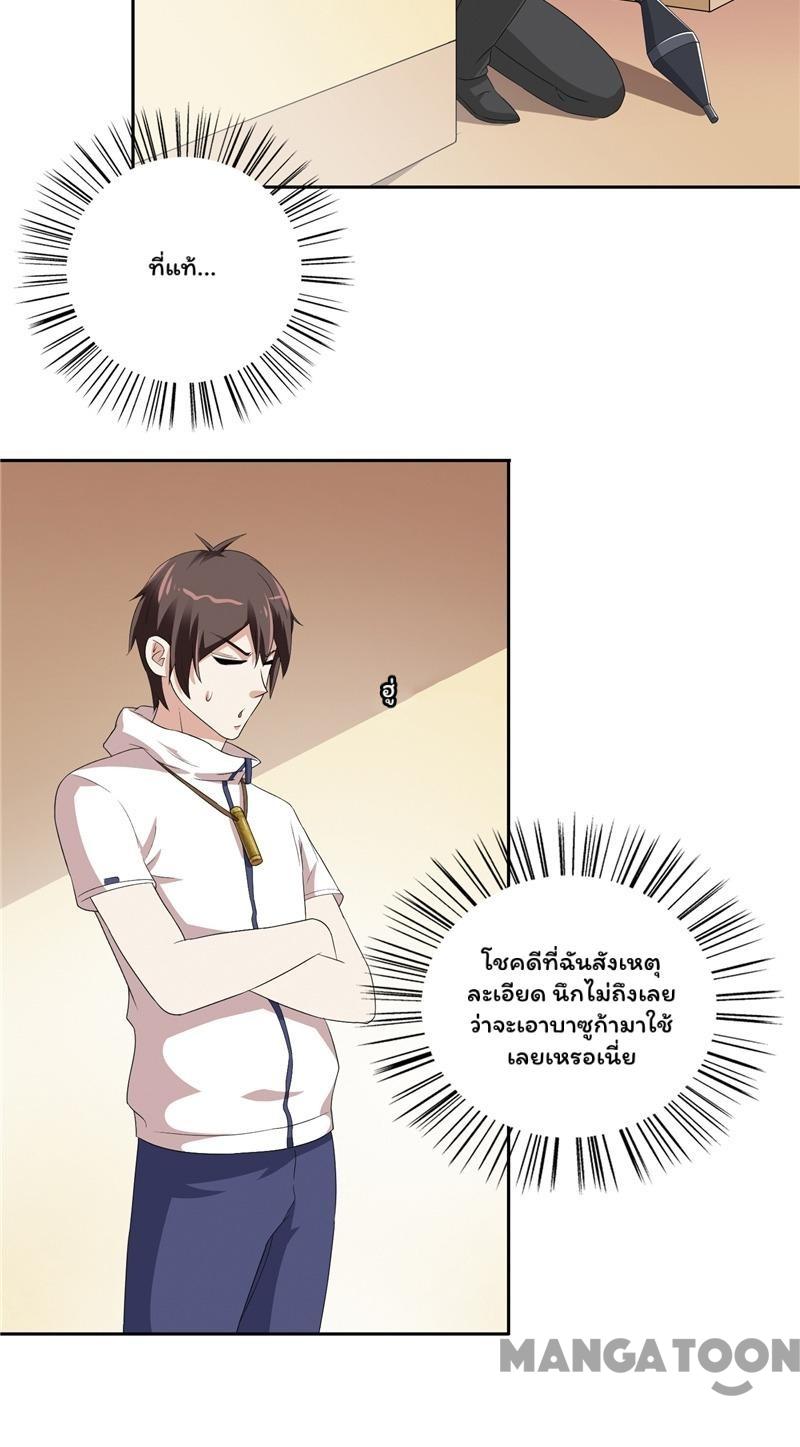 ที่แท้...
ฮู่
โชคดีที่ฉันสังเหตุ
ละเอียด นึกไม่ถึงเลย
ว่าจะเอาบาซูก้ามาใช้
เลยเหรอเนี่ย
MANGATOON